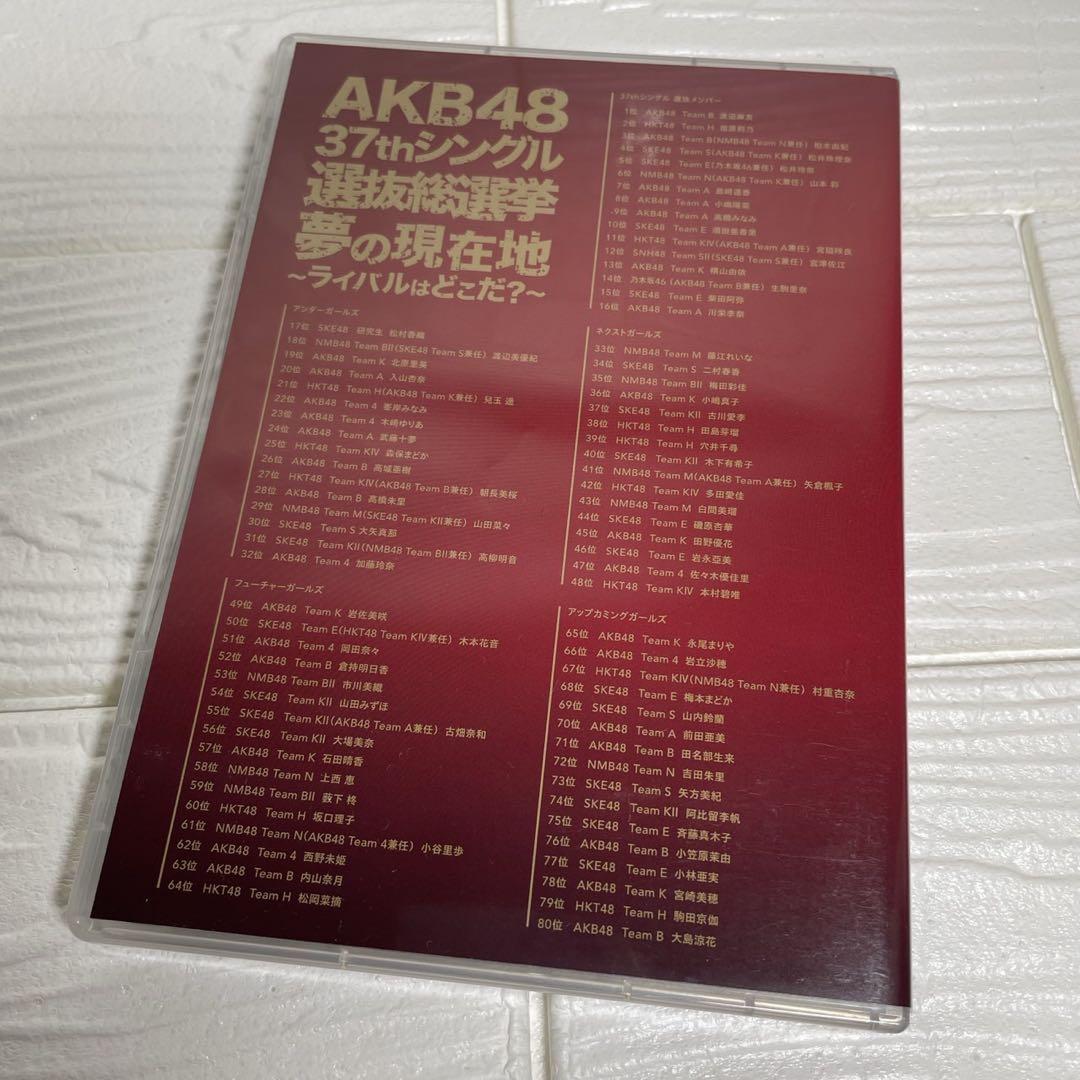 AKB48
37thシングル
選抜総選挙
夢の現在地
～ライバルはどこだ?～
37thシングル 選抜メンバー
1位 AKB48 Team B 渡辺麻友
2位 HKT48 Team H 指原莉乃
3位 AKB48 Team B(NMB48 Team N兼任) 柏木由紀
4位 SKE48 Team S(AKB48 Team K兼任) 松井珠理奈
5位 SKE48 Team E(乃木坂46兼任) 松井玲奈
6位 NMB48 Team N(AKB48 Team K兼任) 山本 彩
7位 AKB48 Team A 島崎遥香
8位 AKB48 Team A 小嶋陽菜
9位 AKB48 Team A 高橋みなみ
10位 SKE48 Team E 須田亜香里
11位 HKT48 Team KIV(AKB48 Team A兼任) 宮脇咲良
12位 SNH48 Team SII(SKE48 Team S兼任) 宮澤佐江
13位 AKB48 Team K 横山由依
14位 乃木坂46 (AKB48 Team B兼任) 生駒里奈
15位 SKE48 Team E 柴田阿弥
16位 AKB48 Team A 川栄李奈
アンダーガールズ
17位 SKE48 研究生 松村香織
18位 NMB48 Team BII(SKE48 Team S兼任) 渡辺美優紀
19位 AKB48 Team K 北原里英
20位 AKB48 Team A 入山杏奈
21位 HKT48 Team H(AKB48 Team K兼任) 兒玉 遥
22位 AKB48 Team 4 峯岸みなみ
23位 AKB48 Team 4 木﨑ゆりあ
24位 AKB48 Team A 武藤十夢
25位 HKT48 Team KIV 森保まどか
26位 AKB48 Team B 高城亜樹
27位 HKT48 Team KIV(AKB48 Team B兼任) 朝長美桜
28位 AKB48 Team B 高橋朱里
29位 NMB48 Team M(SKE48 Team KII兼任) 山田菜々
30位 SKE48 Team S 大矢真那
31位 SKE48 Team KII(NMB48 Team BII兼任) 高柳明音
32位 AKB48 Team 4 加藤玲奈
ネクストガールズ
33位 NMB48 Team M 藤江れいな
34位 SKE48 Team S 二村春香
35位 NMB48 Team BII 梅田彩佳
36位 AKB48 Team K 小嶋真子
37位 SKE48 Team KII 古川愛李
38位 HKT48 Team H 田島芽瑠
39位 HKT48 Team H 穴井千尋
40位 SKE48 Team KII 木下有希子
41位 NMB48 Team M(AKB48 Team A兼任) 矢倉楓子
42位 HKT48 Team KIV 多田愛佳
43位 NMB48 Team M 白間美瑠
44位 SKE48 Team E 磯原杏華
45位 AKB48 Team K 田野優花
46位 SKE48 Team E 岩永亞美
47位 AKB48 Team 4 佐々木優佳里
48位 HKT48 Team KIV 本村碧唯
フューチャーガールズ
49位 AKB48 Team K 岩佐美咲
50位 SKE48 Team E(HKT48 Team KIV兼任) 木本花音
51位 AKB48 Team 4 岡田奈々
52位 AKB48 Team B 倉持明日香
53位 NMB48 Team BII 市川美織
54位 SKE48 Team KII 山田みずほ
55位 SKE48 Team KII(AKB48 Team A兼任) 古畑奈和
56位 SKE48 Team KII 大場美奈
57位 AKB48 Team K 石田晴香
58位 NMB48 Team N 上西 恵
59位 NMB48 Team BII 薮下 柊
60位 HKT48 Team H 坂口理子
61位 NMB48 Team N(AKB48 Team 4兼任) 小谷里歩
62位 AKB48 Team 4 西野未姫
63位 AKB48 Team B 内山奈月
64位 HKT48 Team H 松岡菜摘
アップカミングガールズ
65位 AKB48 Team K 永尾まりや
66位 AKB48 Team 4 岩立沙穂
67位 HKT48 Team KIV(NMB48 Team N兼任) 村重杏奈
68位 SKE48 Team E 梅本まどか
69位 SKE48 Team S 山内鈴蘭
70位 AKB48 Team A 前田亜美
71位 AKB48 Team B 田名部生来
72位 NMB48 Team N 吉田朱里
73位 SKE48 Team S 矢方美紀
74位 SKE48 Team KII 阿比留李帆
75位 SKE48 Team E 斉藤真木子
76位 AKB48 Team B 小笠原茉由
77位 SKE48 Team E 小林亜実
78位 AKB48 Team K 宮崎美穂
79位 HKT48 Team H 駒田京伽
80位 AKB48 Team B 大島涼花